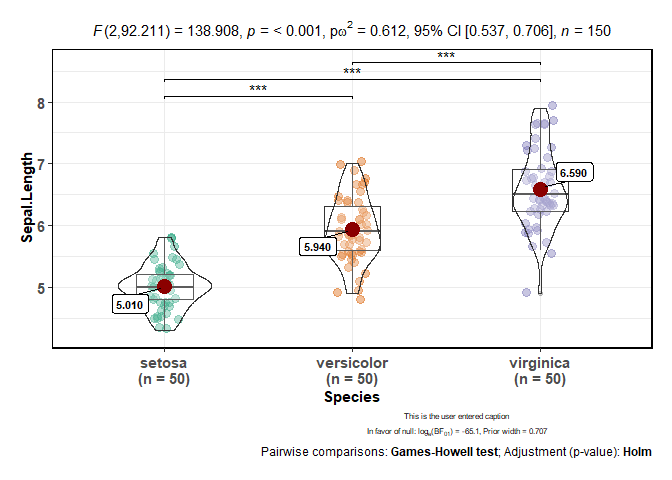 F(2,92.211) = 138.908, p = < 0.001, pω² = 0.612, 95% CI [0.537, 0.706], n = 150
***
***
***
8
7
6
5
6.590
5.940
5.010
Sepal.Length
setosa
(n = 50)
versicolor
(n = 50)
virginica
(n = 50)
Species
This is the user entered caption
In favor of null: logₑ(BF₀₁) = -65.1, Prior width = 0.707
Pairwise comparisons: Games-Howell test; Adjustment (p-value): Holm